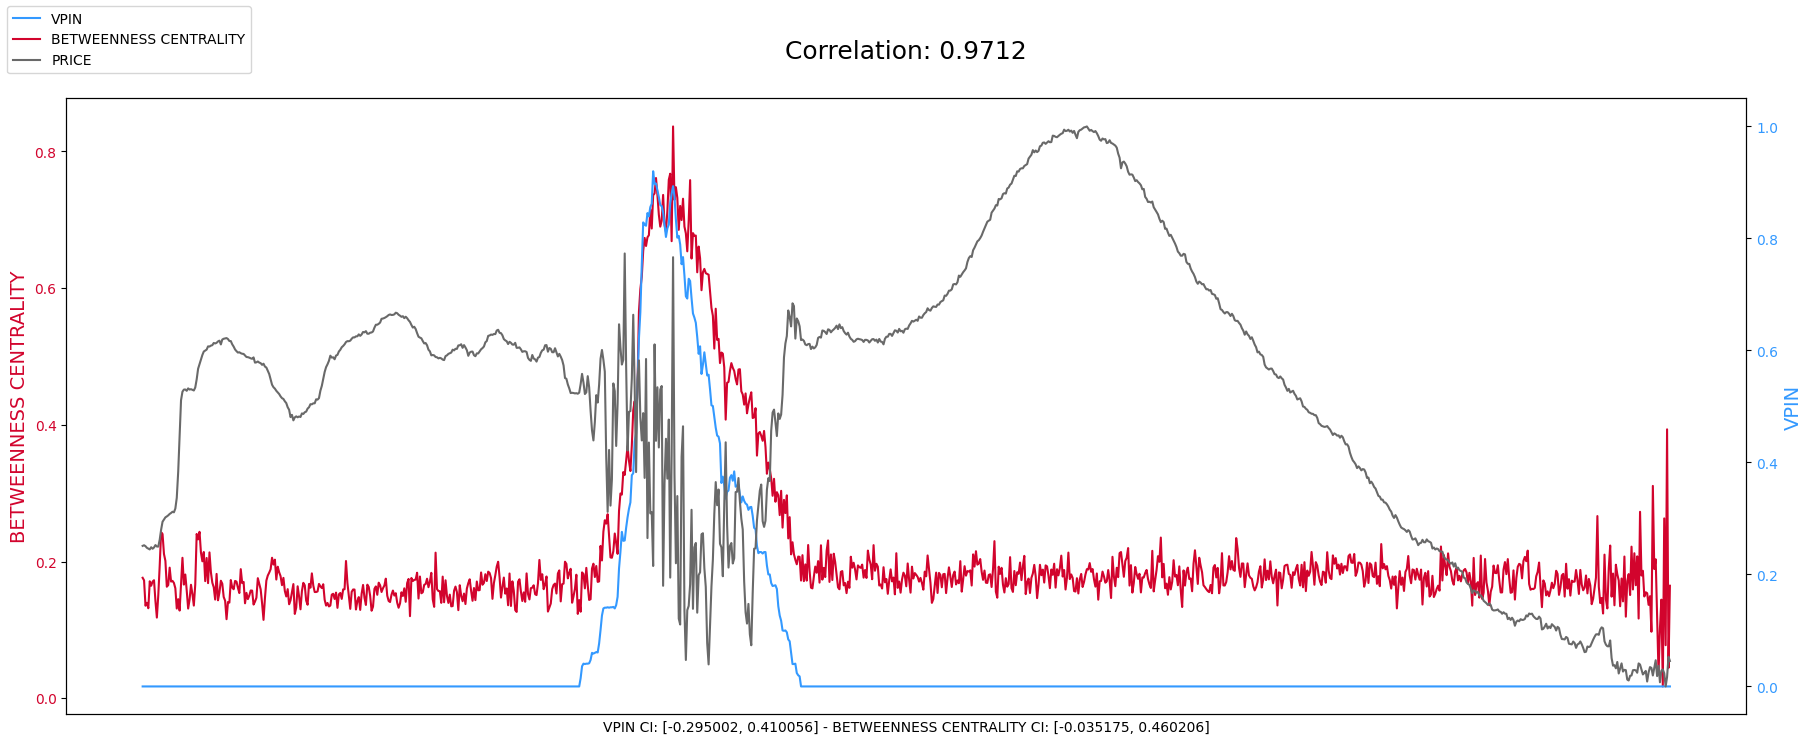 VPIN
BETWEENNESS CENTRALITY
PRICE
Correlation: 0.9712
BETWEENNESS CENTRALITY
0.8
0.6
0.4
0.2
0.0
1.0
0.8
0.6
0.4
0.2
0.0
VPIN
VPIN CI: [-0.295002, 0.410056] - BETWEENNESS CENTRALITY CI: [-0.035175, 0.460206]